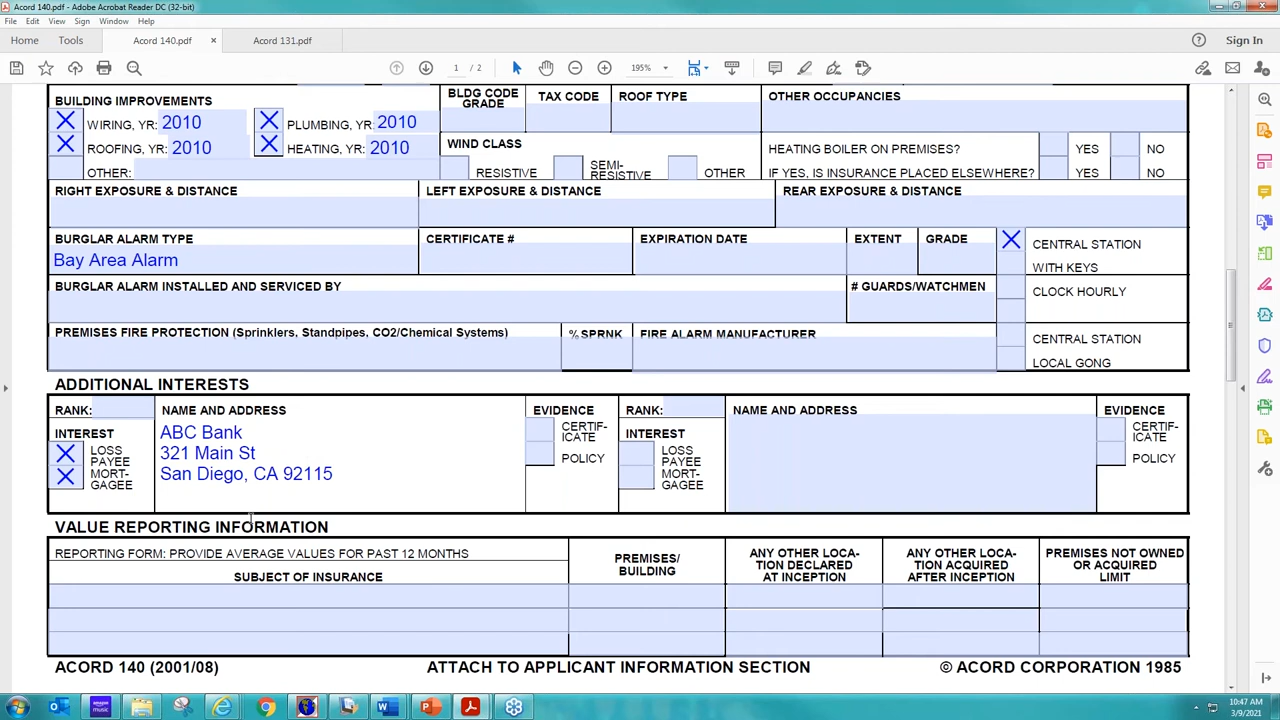 Acord 140.pdf - Adobe Acrobat Reader DC (32-bit)
File Edit View Sign Window Help
Home Tools Acord 140.pdf × Acord 131.pdf Sign In
1 / 2 195%
BUILDING IMPROVEMENTS
BLDG CODE GRADE
TAX CODE
ROOF TYPE
OTHER OCCUPANCIES
X WIRING, YR: 2010 X PLUMBING, YR: 2010
X ROOFING, YR: 2010 X HEATING, YR: 2010
OTHER:
WIND CLASS
RESISTIVE
SEMI-
RESISTIVE
OTHER
HEATING BOILER ON PREMISES? YES NO
IF YES, IS INSURANCE PLACED ELSEWHERE? YES NO
RIGHT EXPOSURE & DISTANCE LEFT EXPOSURE & DISTANCE REAR EXPOSURE & DISTANCE
BURGLAR ALARM TYPE CERTIFICATE # EXPIRATION DATE EXTENT GRADE
Bay Area Alarm
X CENTRAL STATION
WITH KEYS
BURGLAR ALARM INSTALLED AND SERVICED BY # GUARDS/WATCHMEN
CLOCK HOURLY
PREMISES FIRE PROTECTION (Sprinklers, Standpipes, CO2/Chemical Systems) % SPRNK FIRE ALARM MANUFACTURER
CENTRAL STATION
LOCAL GONG
ADDITIONAL INTERESTS
RANK: NAME AND ADDRESS
INTEREST
X LOSS
PAYEE
X MORT-
GAGEE
ABC Bank
321 Main St
San Diego, CA 92115
EVIDENCE
CERTIF-
ICATE
POLICY
RANK: NAME AND ADDRESS
INTEREST
LOSS
PAYEE
MORT-
GAGEE
EVIDENCE
CERTIF-
ICATE
POLICY
VALUE REPORTING INFORMATION
REPORTING FORM: PROVIDE AVERAGE VALUES FOR PAST 12 MONTHS
SUBJECT OF INSURANCE
PREMISES/
BUILDING
ANY OTHER LOCA-
TION DECLARED
AT INCEPTION
ANY OTHER LOCA-
TION ACQUIRED
AFTER INCEPTION
PREMISES NOT OWNED
OR ACQUIRED
LIMIT
ACORD 140 (2001/08) ATTACH TO APPLICANT INFORMATION SECTION © ACORD CORPORATION 1985
10:47 AM
3/9/2021